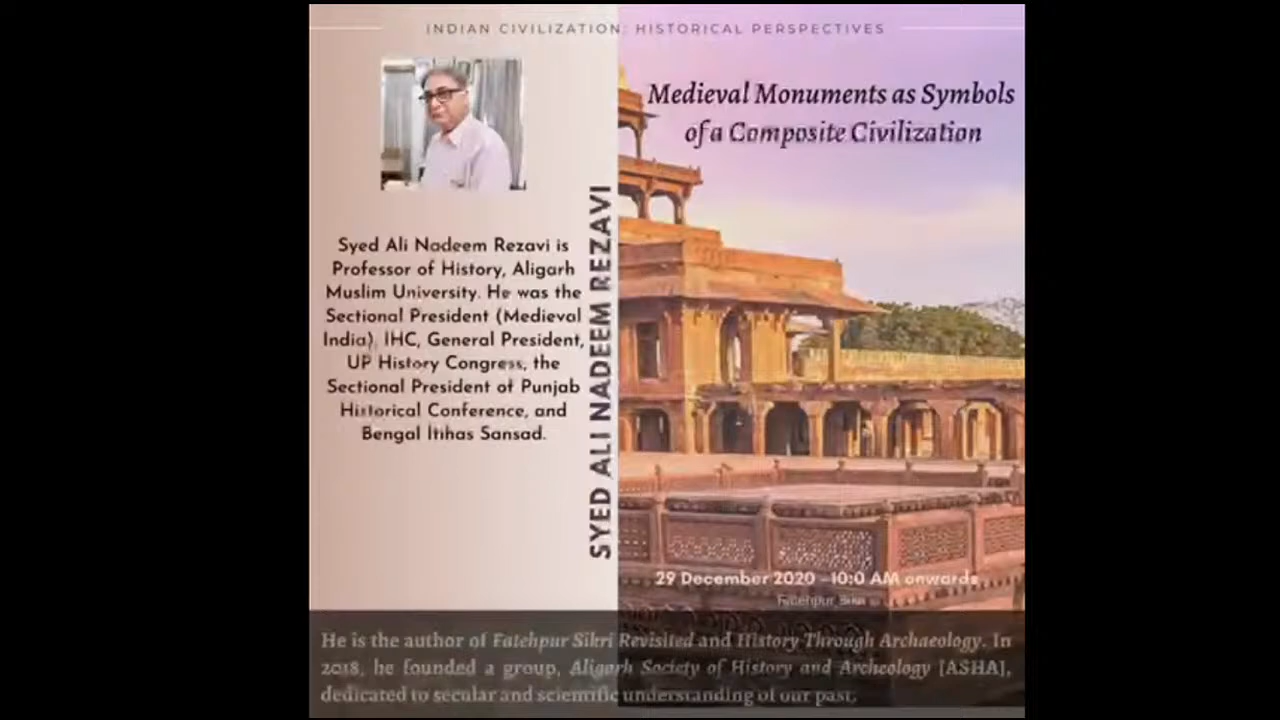 INDIAN CIVILIZATION: HISTORICAL PERSPECTIVES
Medieval Monuments as Symbols
of a Composite Civilization
Syed Ali Nadeem Rezavi is
Professor of History, Aligarh
Muslim University. He was the
Sectional President (Medieval
India), IHC, General President,
UP History Congress, the
Sectional President of Punjab
Historical Conference, and
Bengal Itihas Sansad.
SYED ALI NADEEM REZAVI
29 December 2020 -10:0 AM onwards
Fatehpur Sikri
He is the author of Fatehpur Sikri Revisited and History Through Archaeology. In
2018, he founded a group, Aligarh Society of History and Archeology [ASHA],
dedicated to secular and scientific understanding of our past.